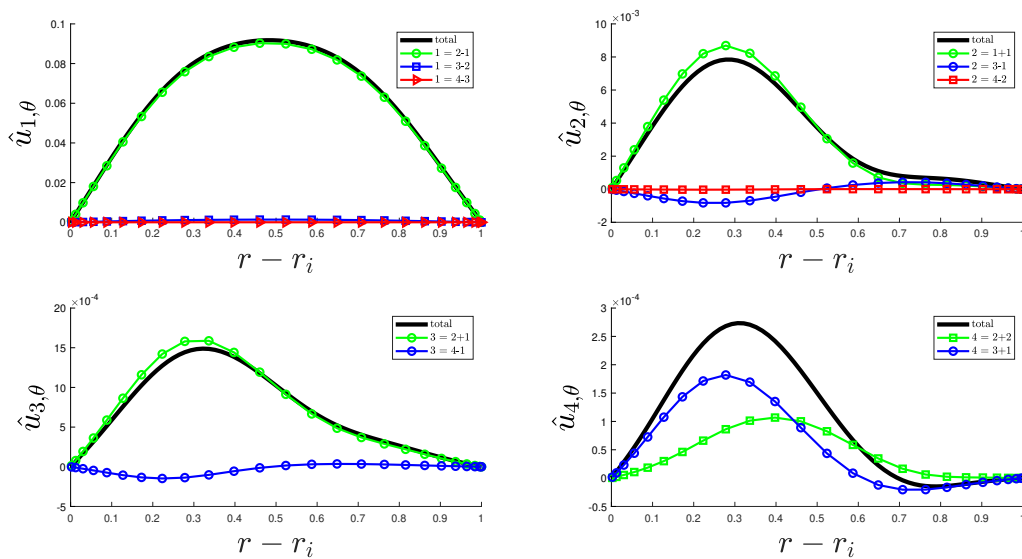 0.1
0.08
0.06
0.04
0.02
0
û1,θ
total
1 = 2-1
1 = 3-2
1 = 4-3
0 0.1 0.2 0.3 0.4 0.5 0.6 0.7 0.8 0.9 1
r − ri
×10-3
10
8
6
4
2
0
-2
û2,θ
total
2 = 1+1
2 = 3-1
2 = 4-2
0 0.1 0.2 0.3 0.4 0.5 0.6 0.7 0.8 0.9 1
r − ri
×10-4
20
15
10
5
0
-5
û3,θ
total
3 = 2+1
3 = 4-1
0 0.1 0.2 0.3 0.4 0.5 0.6 0.7 0.8 0.9 1
r − ri
×10-4
3
2.5
2
1.5
1
0.5
0
-0.5
û4,θ
total
4 = 2+2
4 = 3+1
0 0.1 0.2 0.3 0.4 0.5 0.6 0.7 0.8 0.9 1
r − ri